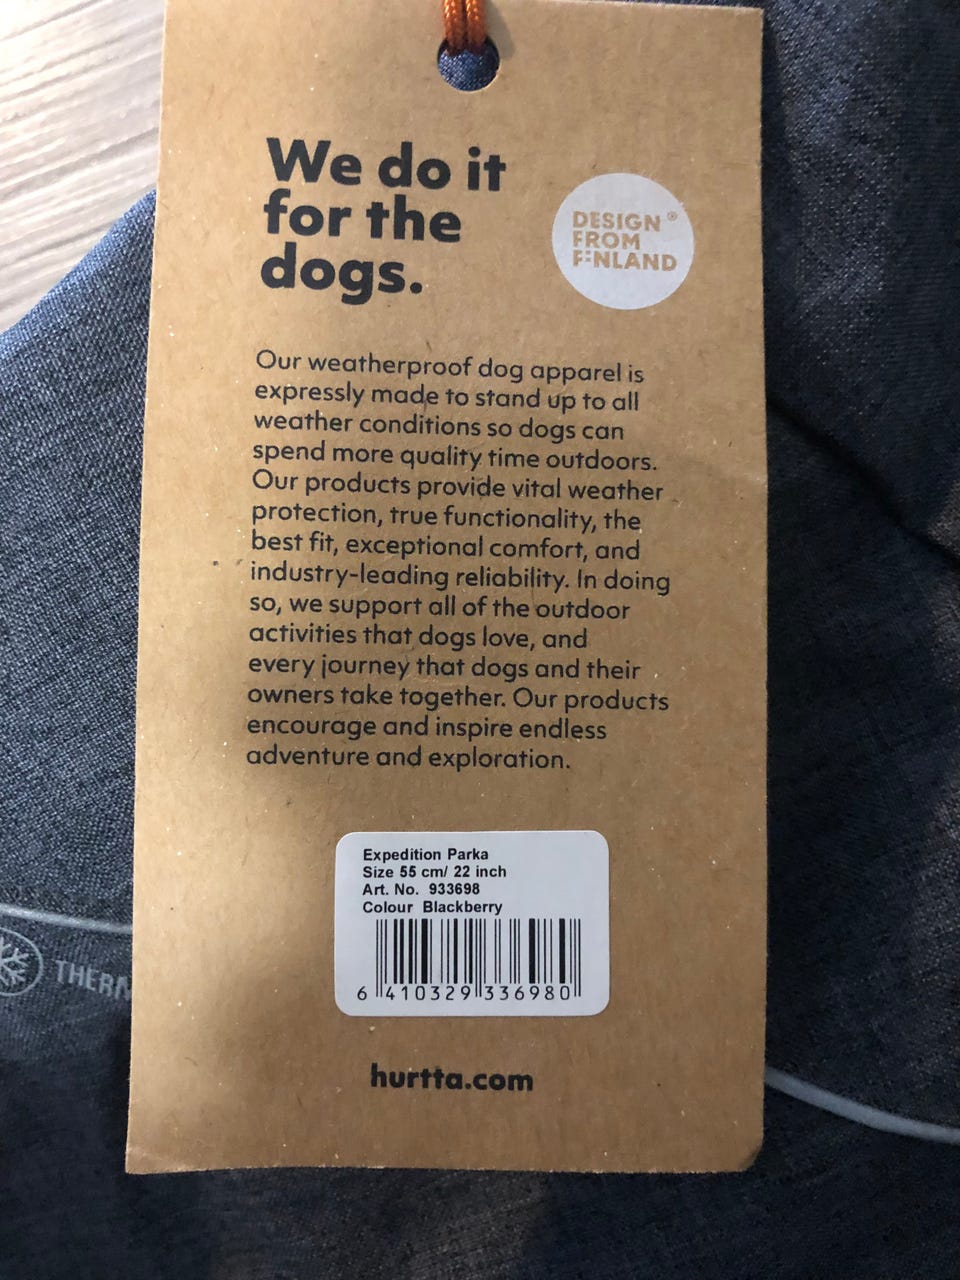 We do it
for the
dogs.
DESIGN ®
FROM
FINLAND
Our weatherproof dog apparel is
expressly made to stand up to all
weather conditions so dogs can
spend more quality time outdoors.
Our products provide vital weather
protection, true functionality, the
best fit, exceptional comfort, and
industry-leading reliability. In doing
so, we support all of the outdoor
activities that dogs love, and
every journey that dogs and their
owners take together. Our products
encourage and inspire endless
adventure and exploration.
Expedition Parka
Size 55 cm/ 22 inch
Art. No. 933698
Colour Blackberry
6 410329 336980
hurtta.com